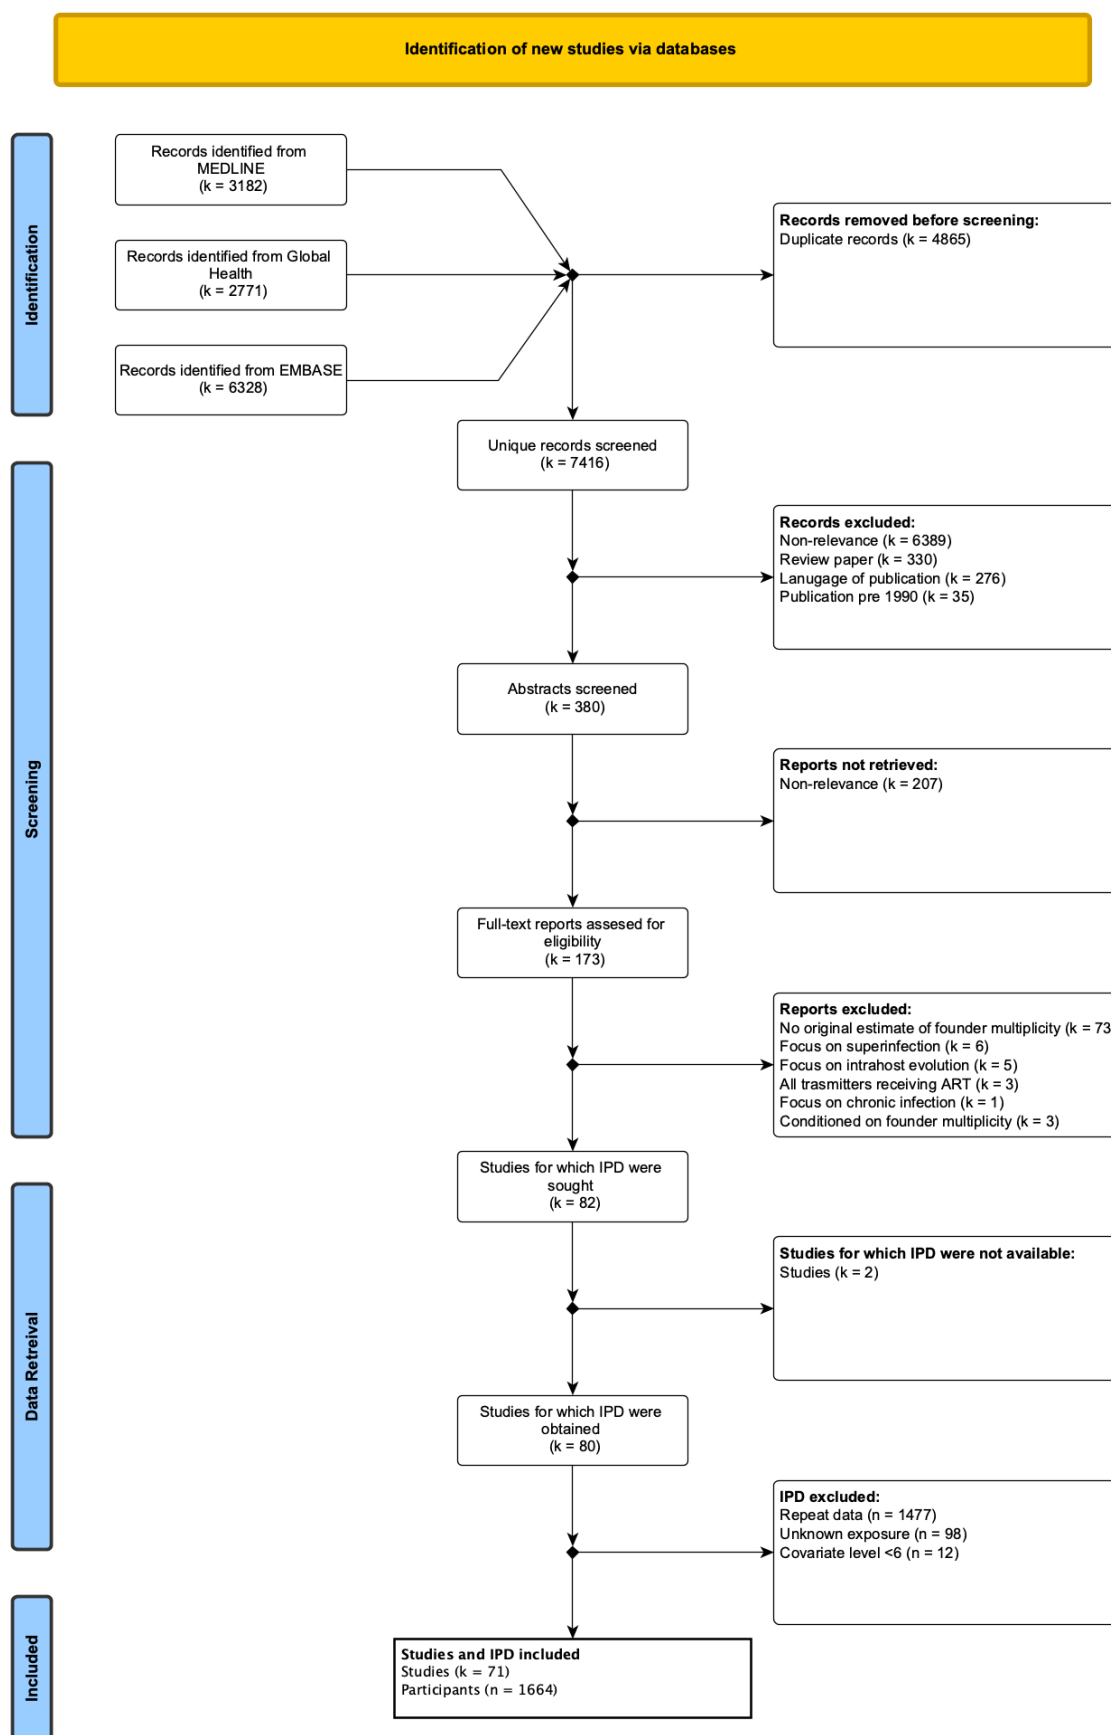 Identification of new studies via databases
Identification
Records identified from
MEDLINE
(k = 3182)
Records identified from Global
Health
(k = 2771)
Records identified from EMBASE
(k = 6328)
Records removed before screening:
Duplicate records (k = 4865)
Unique records screened
(k = 7416)
Screening
Records excluded:
Non-relevance (k = 6389)
Review paper (k = 330)
Lanugage of publication (k = 276)
Publication pre 1990 (k = 35)
Abstracts screened
(k = 380)
Reports not retrieved:
Non-relevance (k = 207)
Full-text reports assesed for
eligibility
(k = 173)
Reports excluded:
No original estimate of founder multiplicity (k = 73
Focus on superinfection (k = 6)
Focus on intrahost evolution (k = 5)
All trasmitters receiving ART (k = 3)
Focus on chronic infection (k = 1)
Conditioned on founder multiplicity (k = 3)
Studies for which IPD were
sought
(k = 82)
Data Retreival
Studies for which IPD were not available:
Studies (k = 2)
Studies for which IPD were
obtained
(k = 80)
IPD excluded:
Repeat data (n = 1477)
Unknown exposure (n = 98)
Covariate level <6 (n = 12)
Included
Studies and IPD included
Studies (k = 71)
Participants (n = 1664)